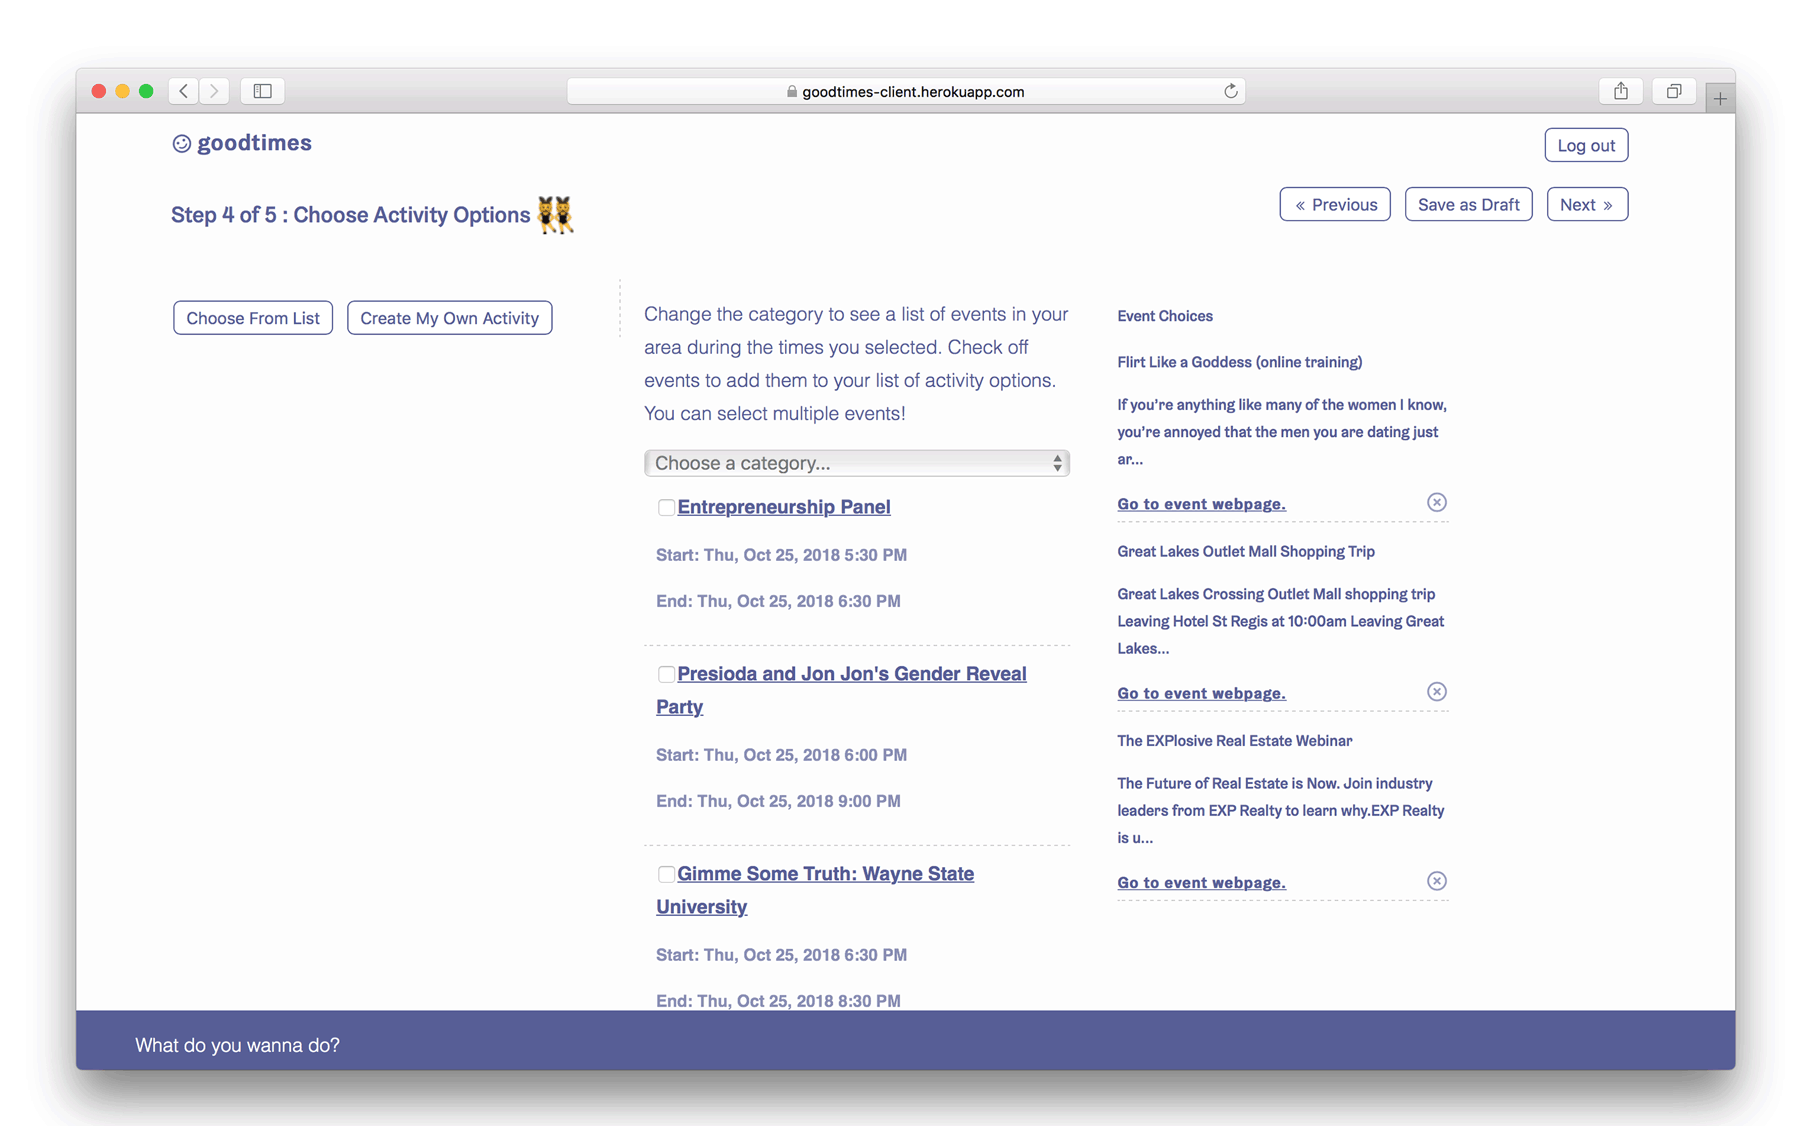 goodtimes-client.herokuapp.com
goodtimes
Log out
Step 4 of 5 : Choose Activity Options
« Previous
Save as Draft
Next »
Choose From List
Create My Own Activity
Change the category to see a list of events in your
area during the times you selected. Check off
events to add them to your list of activity options.
You can select multiple events!
Choose a category...
Entrepreneurship Panel
Start: Thu, Oct 25, 2018 5:30 PM
End: Thu, Oct 25, 2018 6:30 PM
Presioda and Jon Jon's Gender Reveal
Party
Start: Thu, Oct 25, 2018 6:00 PM
End: Thu, Oct 25, 2018 9:00 PM
Gimme Some Truth: Wayne State
University
Start: Thu, Oct 25, 2018 6:30 PM
End: Thu, Oct 25, 2018 8:30 PM
Event Choices
Flirt Like a Goddess (online training)
If you're anything like many of the women I know,
you're annoyed that the men you are dating just
ar...
Go to event webpage.
Great Lakes Outlet Mall Shopping Trip
Great Lakes Crossing Outlet Mall shopping trip
Leaving Hotel St Regis at 10:00am Leaving Great
Lakes...
Go to event webpage.
The EXPlosive Real Estate Webinar
The Future of Real Estate is Now. Join industry
leaders from EXP Realty to learn why.EXP Realty
is u...
Go to event webpage.
What do you wanna do?